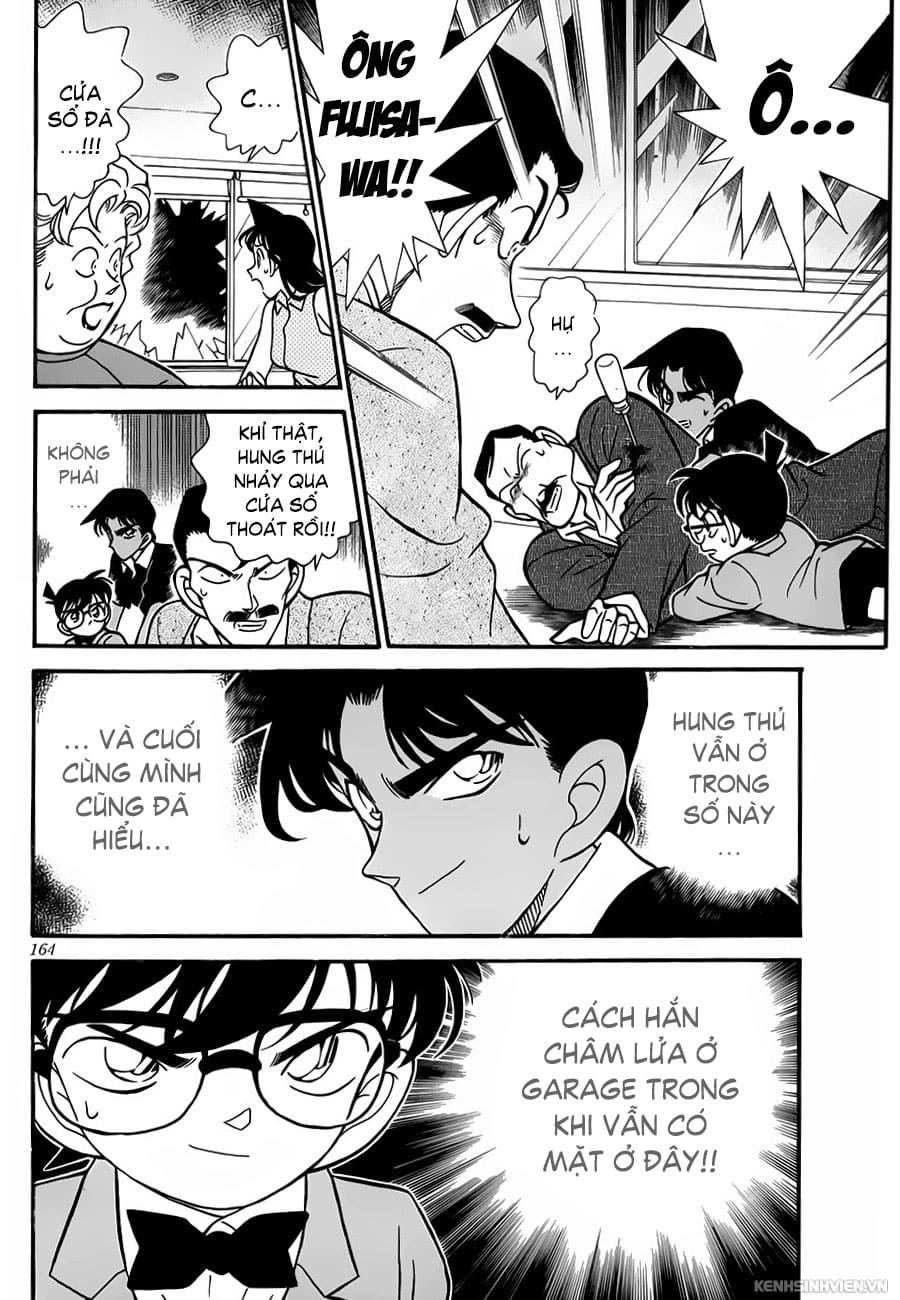 Ô...
ÔNG
FUJISA-
WA!!
HỰ
...
C...
CỬA
SỔ ĐÃ
...!!!
KHỈ THẬT,
HUNG THỦ
NHẢY QUA
CỬA SỔ
THOÁT RỒI!!
KHÔNG
PHẢI
...
HUNG THỦ
VẪN Ở
TRONG
SỐ NÀY
...
... VÀ CUỐI
CÙNG MÌNH
CŨNG ĐÃ
HIỂU...
164
CÁCH HẮN
CHÂM LỬA Ở
GARAGE TRONG
KHI VẪN CÓ
MẶT Ở ĐÂY!!
KENHSINHVIEN.VN